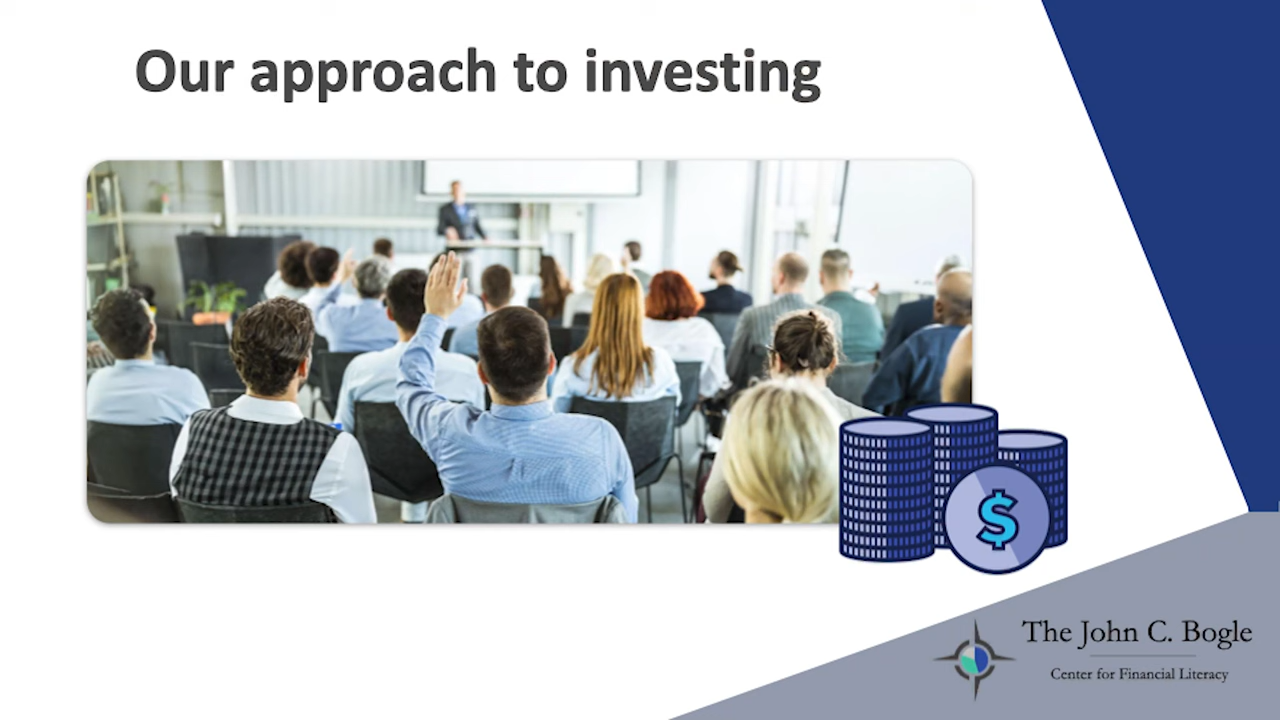 Our approach to investing
$
The John C. Bogle
Center for Financial Literacy